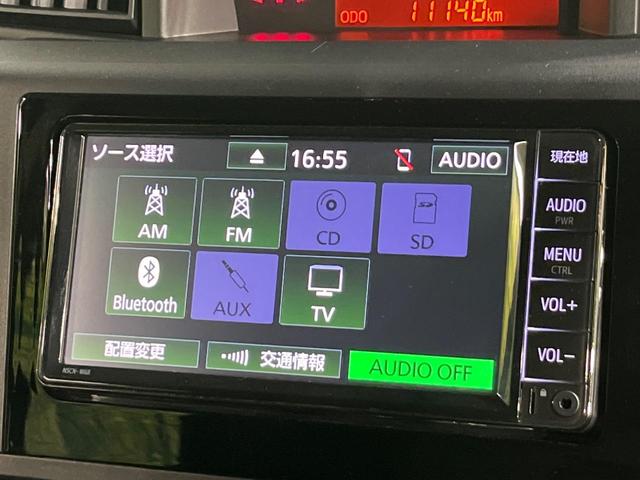 ODO 11140km
ソース選択 16:55 AUDIO
現在地
AM FM CD SD
AUDIO
PWR
MENU
CTRL
Bluetooth AUX TV
VOL+
VOL-
配置変更 交通情報 AUDIO OFF